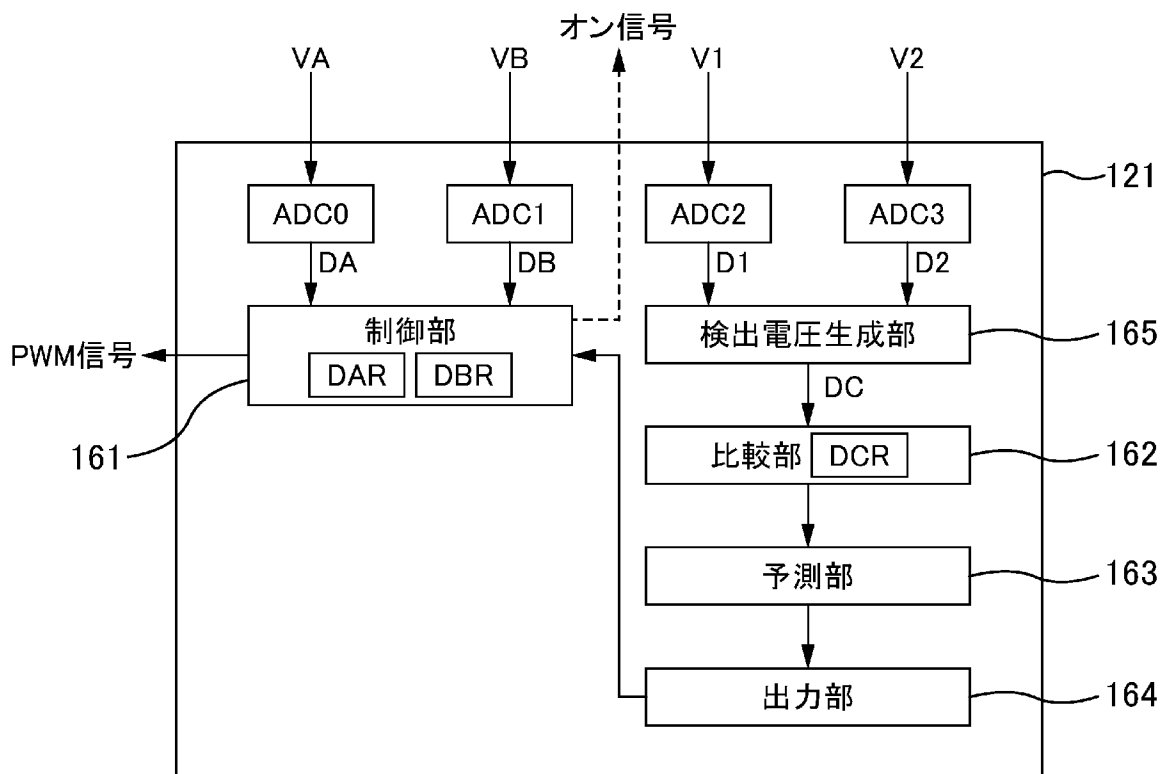 オン信号
VA
VB
V1
V2
121
ADC0
ADC1
ADC2
ADC3
DA
DB
D1
D2
制御部
DAR
DBR
検出電圧生成部
165
PWM信号
161
DC
比較部
DCR
162
予測部
163
出力部
164